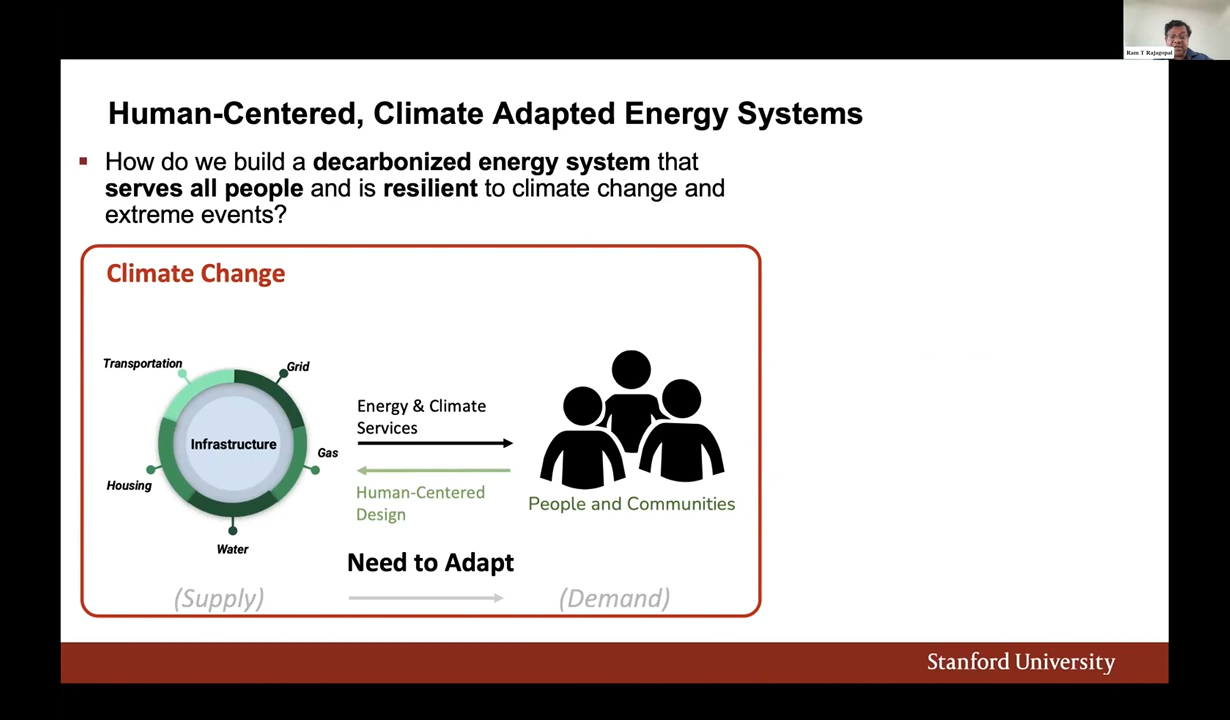 Ram T Rajagopal
Human-Centered, Climate Adapted Energy Systems
How do we build a decarbonized energy system that
serves all people and is resilient to climate change and
extreme events?
Climate Change
Transportation
Grid
Infrastructure
Gas
Housing
Water
Energy & Climate
Services
Human-Centered
Design
People and Communities
Need to Adapt
(Supply)
(Demand)
Stanford University